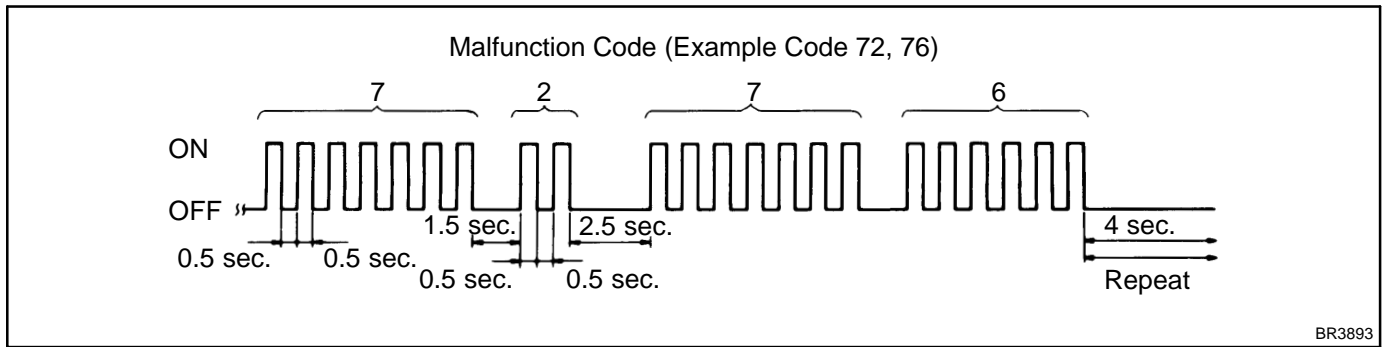 Malfunction Code (Example Code 72, 76)
7 2 7 6
ON
OFF
1.5 sec. 2.5 sec. 4 sec.
0.5 sec. 0.5 sec.
0.5 sec. 0.5 sec. Repeat
BR3893